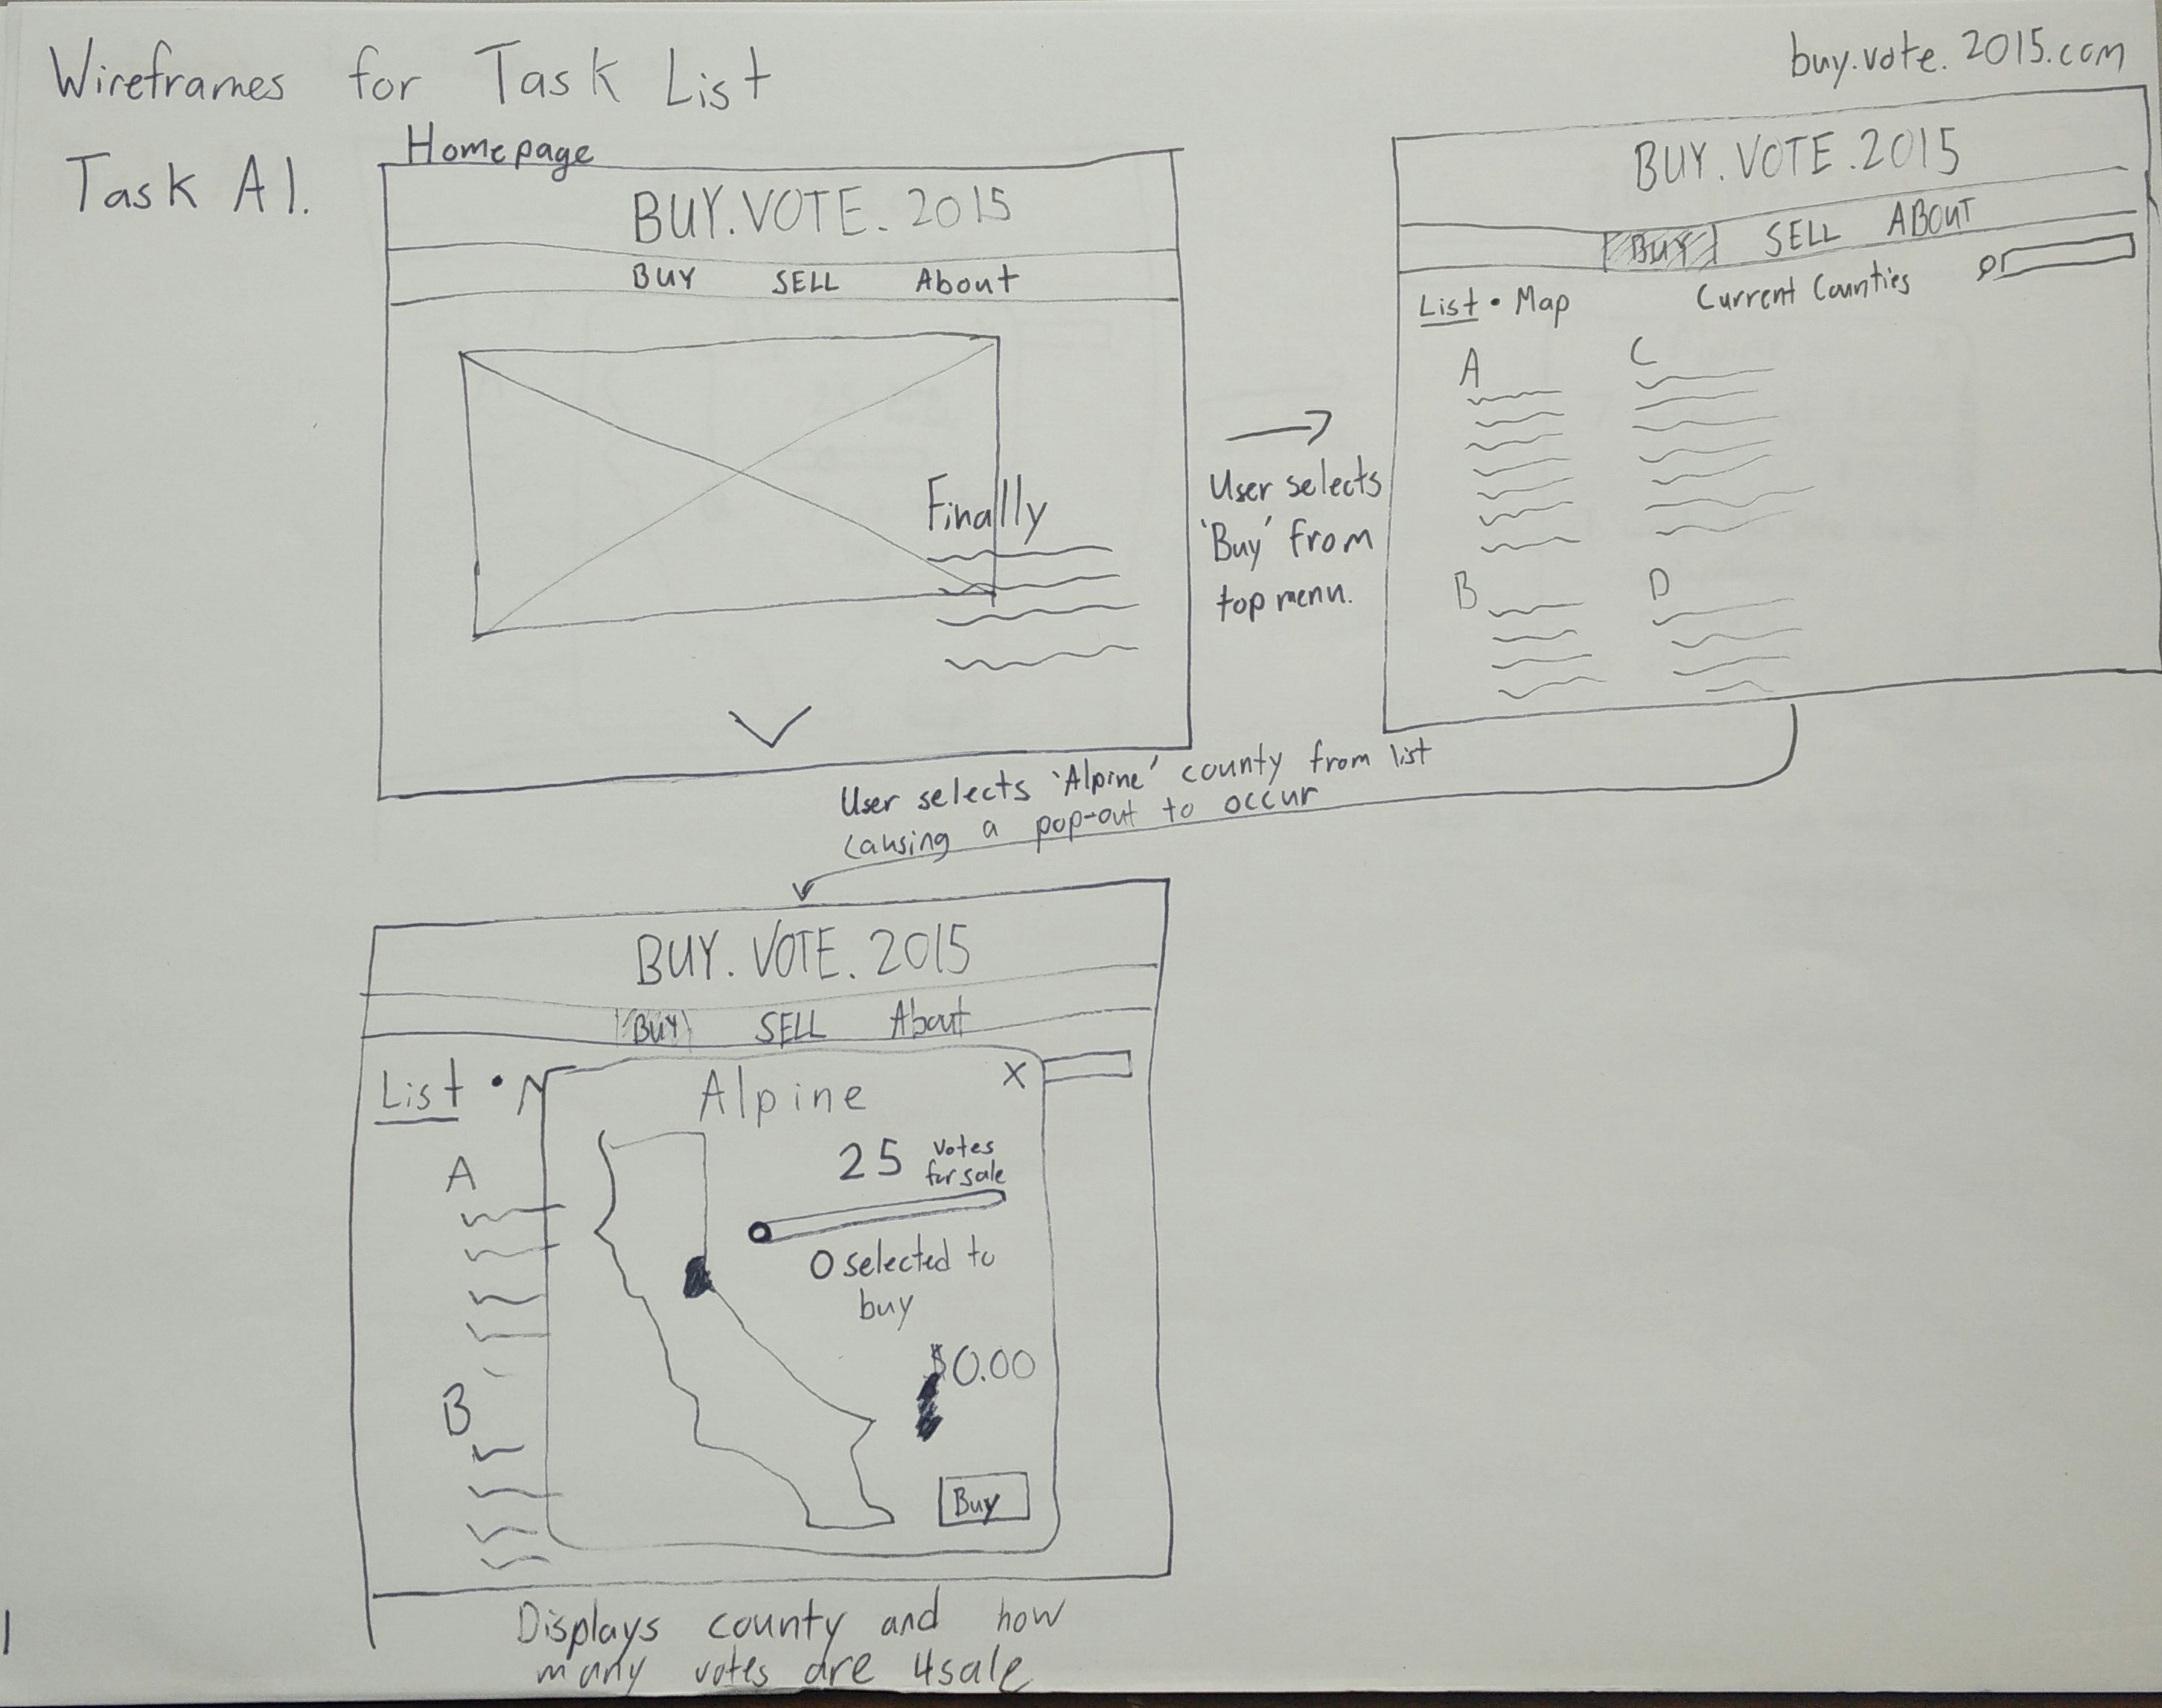 Wireframes for Task List
buy.vote.2015.com
Task A1.
Homepage
BUY.VOTE.2015
BUY SELL About
Finally
User selects
'Buy' from
top menu.
BUY.VOTE.2015
BUY SELL ABOUT
List • Map
Current Counties
A
C
B
D
User selects 'Alpine' county from list
causing a pop-out to occur
BUY.VOTE.2015
BUY SELL About
List • M
Alpine
X
A
25 votes
for sale
0 selected to
buy
$0.00
B
Buy
Displays county and how
many votes are 4sale